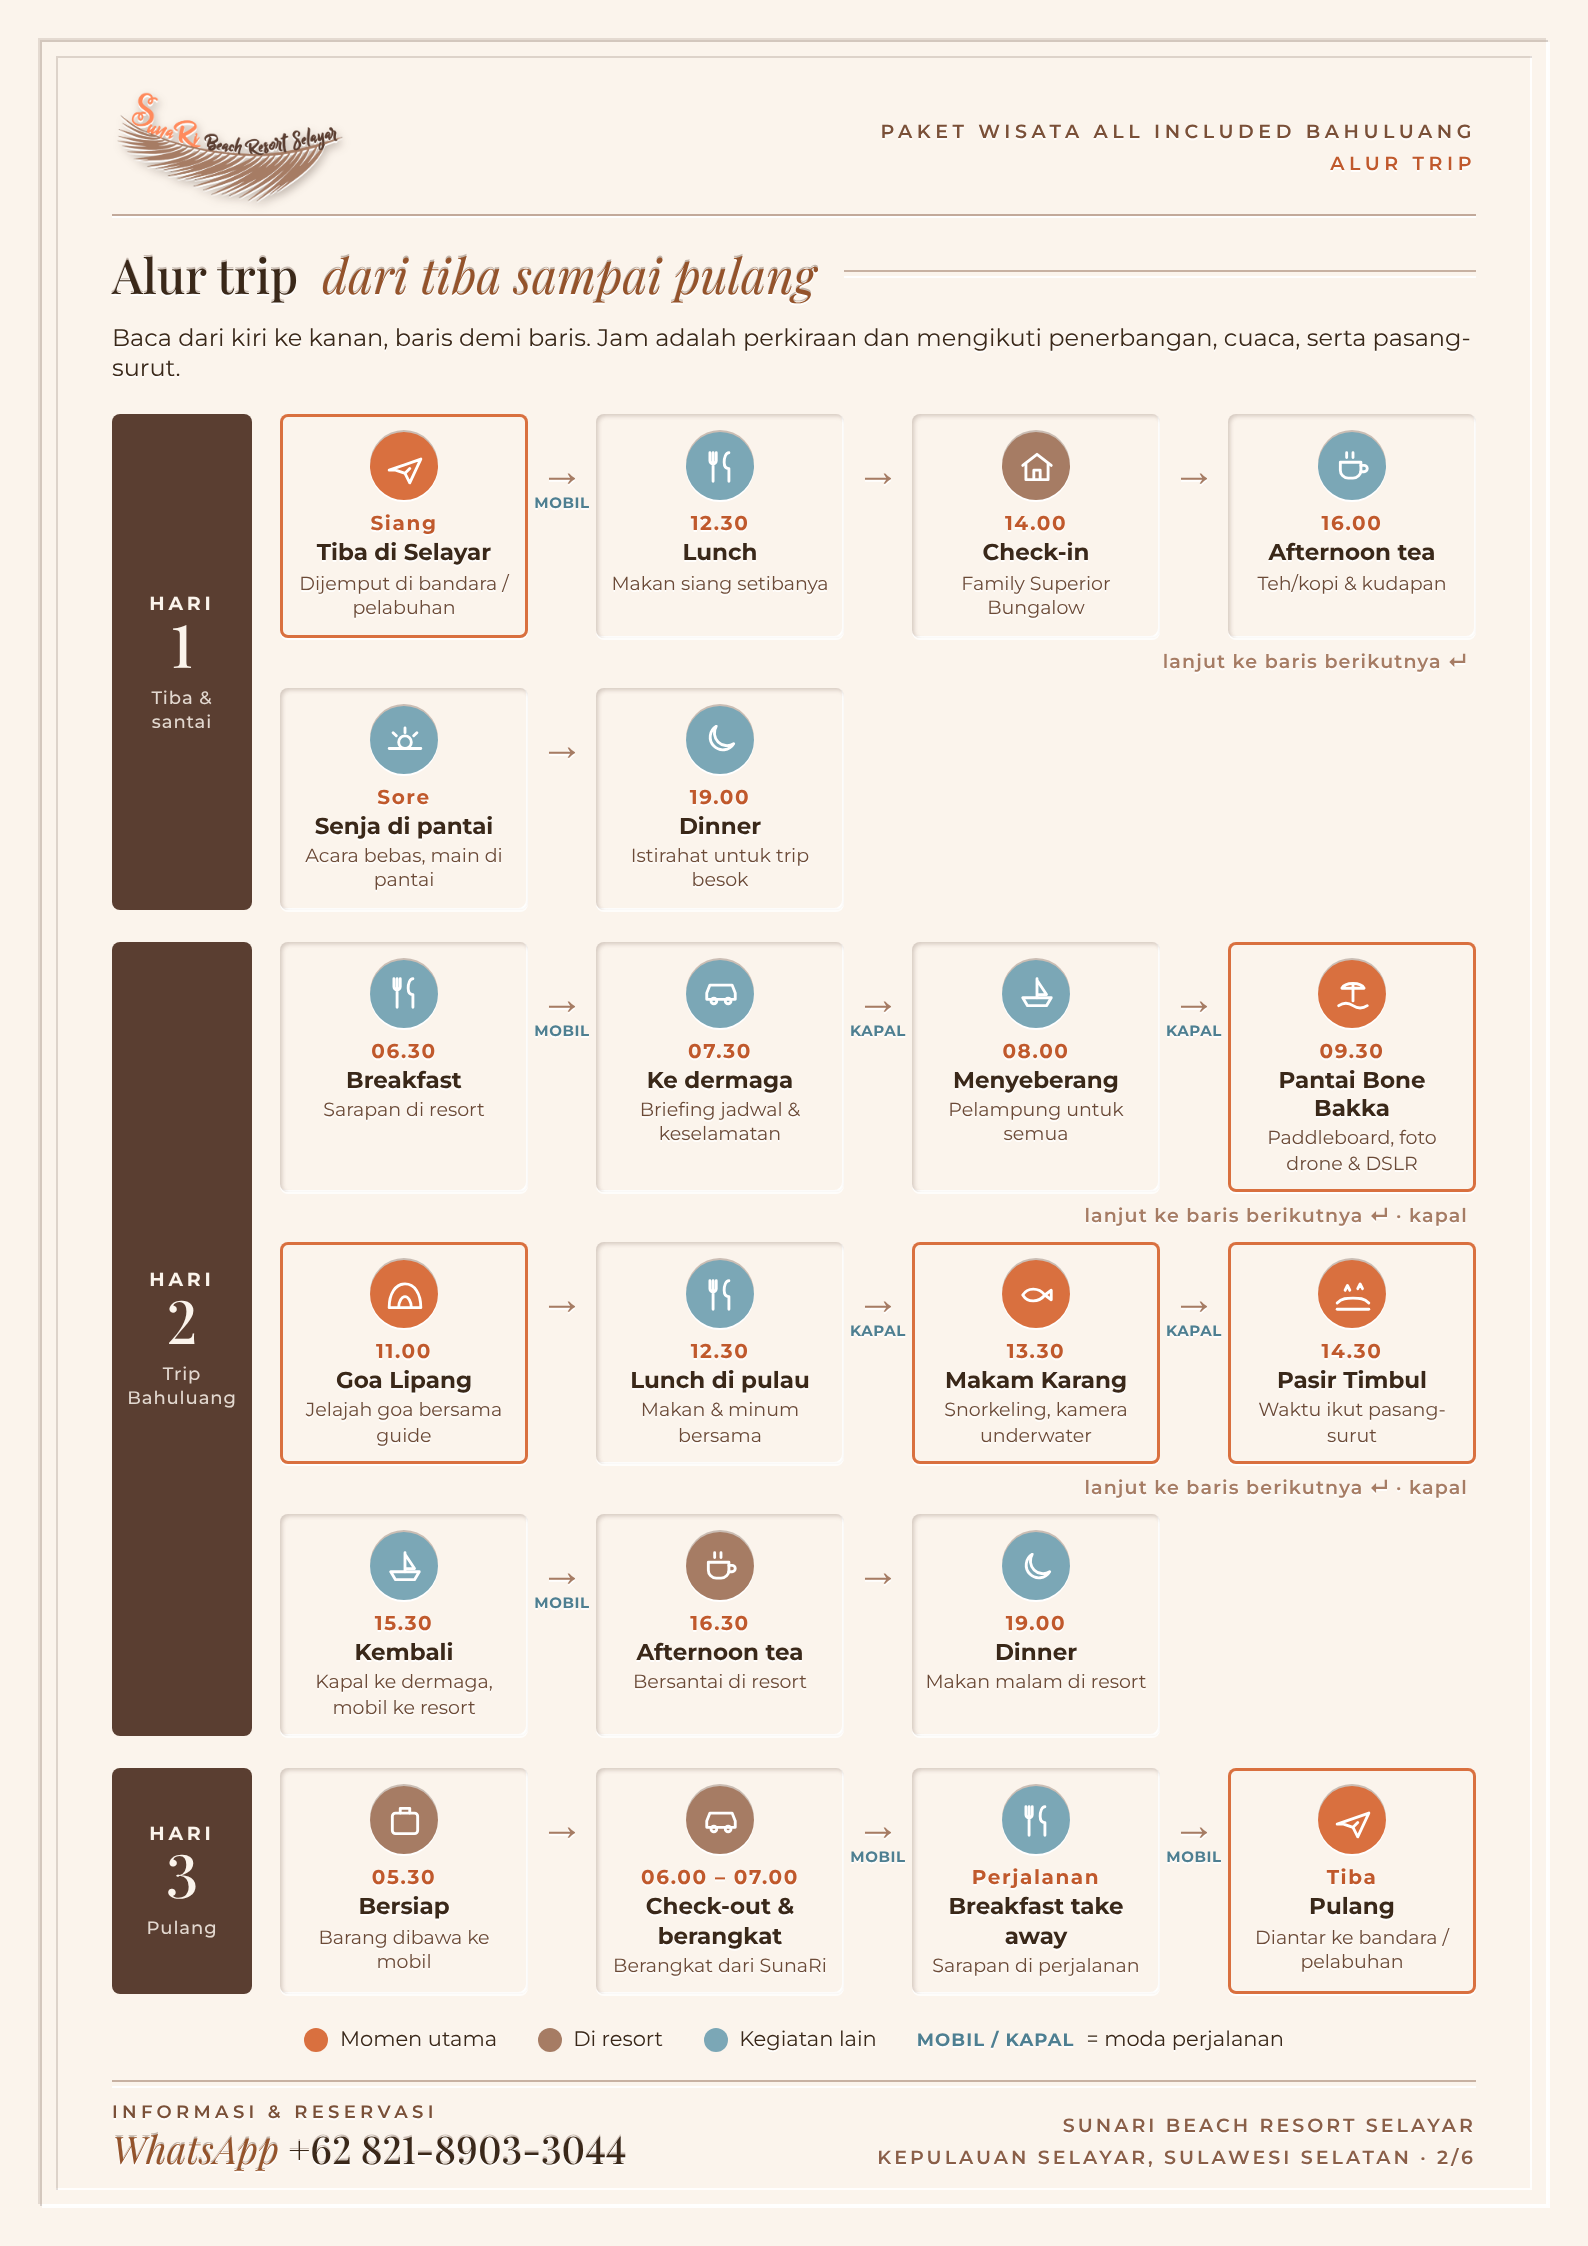 SunaRi Beach Resort Selayar
PAKET WISATA ALL INCLUDED BAHULUANG
ALUR TRIP
Alur trip dari tiba sampai pulang
Baca dari kiri ke kanan, baris demi baris. Jam adalah perkiraan dan mengikuti penerbangan, cuaca, serta pasang-
surut.
HARI
1
Tiba &
santai
Siang
Tiba di Selayar
Dijemput di bandara /
pelabuhan
→
MOBIL
12.30
Lunch
Makan siang setibanya
→
14.00
Check-in
Family Superior
Bungalow
→
16.00
Afternoon tea
Teh/kopi & kudapan
lanjut ke baris berikutnya ↵
Sore
Senja di pantai
Acara bebas, main di
pantai
→
19.00
Dinner
Istirahat untuk trip
besok
HARI
2
Trip
Bahuluang
06.30
Breakfast
Sarapan di resort
→
MOBIL
07.30
Ke dermaga
Briefing jadwal &
keselamatan
→
KAPAL
08.00
Menyeberang
Pelampung untuk
semua
→
KAPAL
09.30
Pantai Bone
Bakka
Paddleboard, foto
drone & DSLR
lanjut ke baris berikutnya ↵ · kapal
11.00
Goa Lipang
Jelajah goa bersama
guide
→
12.30
Lunch di pulau
Makan & minum
bersama
→
KAPAL
13.30
Makam Karang
Snorkeling, kamera
underwater
→
KAPAL
14.30
Pasir Timbul
Waktu ikut pasang-
surut
lanjut ke baris berikutnya ↵ · kapal
15.30
Kembali
Kapal ke dermaga,
mobil ke resort
→
MOBIL
16.30
Afternoon tea
Bersantai di resort
→
19.00
Dinner
Makan malam di resort
HARI
3
Pulang
05.30
Bersiap
Barang dibawa ke
mobil
→
06.00 – 07.00
Check-out &
berangkat
Berangkat dari SunaRi
→
MOBIL
Perjalanan
Breakfast take
away
Sarapan di perjalanan
→
MOBIL
Tiba
Pulang
Diantar ke bandara /
pelabuhan
Momen utama
Di resort
Kegiatan lain
MOBIL / KAPAL = moda perjalanan
INFORMASI & RESERVASI
WhatsApp +62 821-8903-3044
SUNARI BEACH RESORT SELAYAR
KEPULAUAN SELAYAR, SULAWESI SELATAN · 2/6